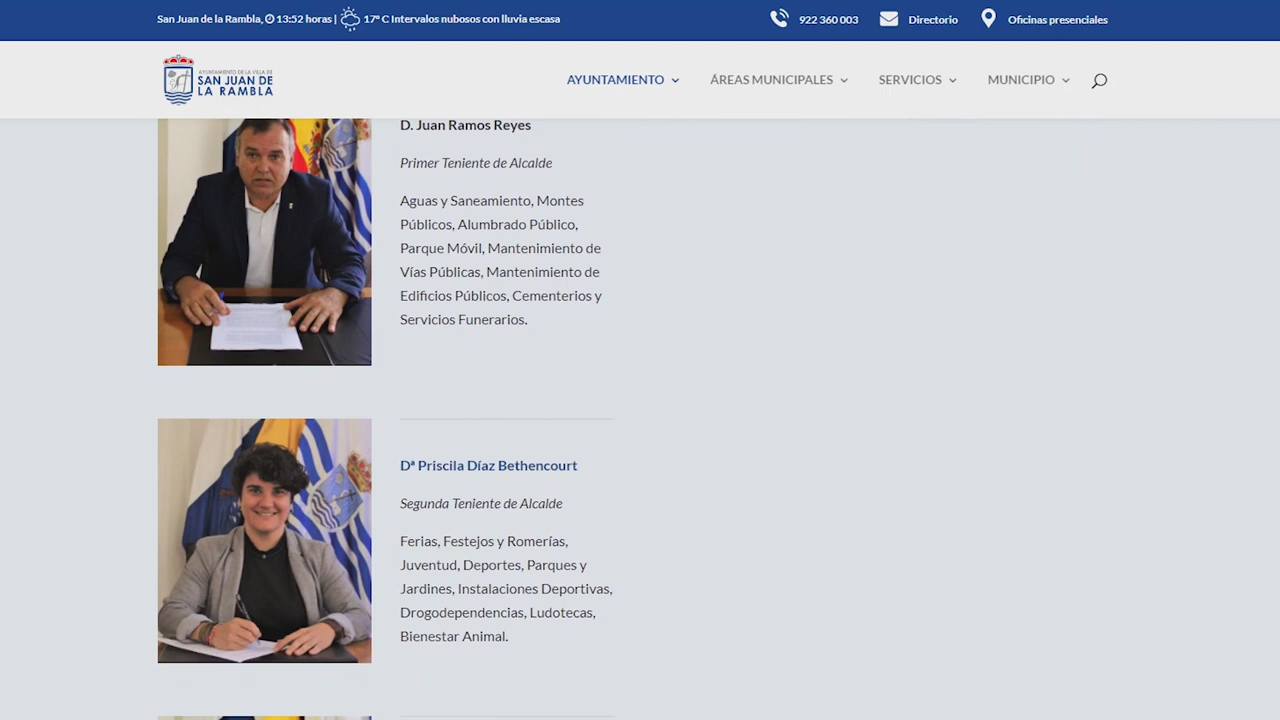 San Juan de la Rambla, 13:52 horas | 17º C Intervalos nubosos con lluvia escasa
922 360 003
Directorio
Oficinas presenciales
AYUNTAMIENTO DE LA VILLA DE
SAN JUAN DE
LA RAMBLA
AYUNTAMIENTO
ÁREAS MUNICIPALES
SERVICIOS
MUNICIPIO
D. Juan Ramos Reyes
Primer Teniente de Alcalde
Aguas y Saneamiento, Montes
Públicos, Alumbrado Público,
Parque Móvil, Mantenimiento de
Vías Públicas, Mantenimiento de
Edificios Públicos, Cementerios y
Servicios Funerarios.
Dª Priscila Díaz Bethencourt
Segunda Teniente de Alcalde
Ferias, Festejos y Romerías,
Juventud, Deportes, Parques y
Jardines, Instalaciones Deportivas,
Drogodependencias, Ludotecas,
Bienestar Animal.